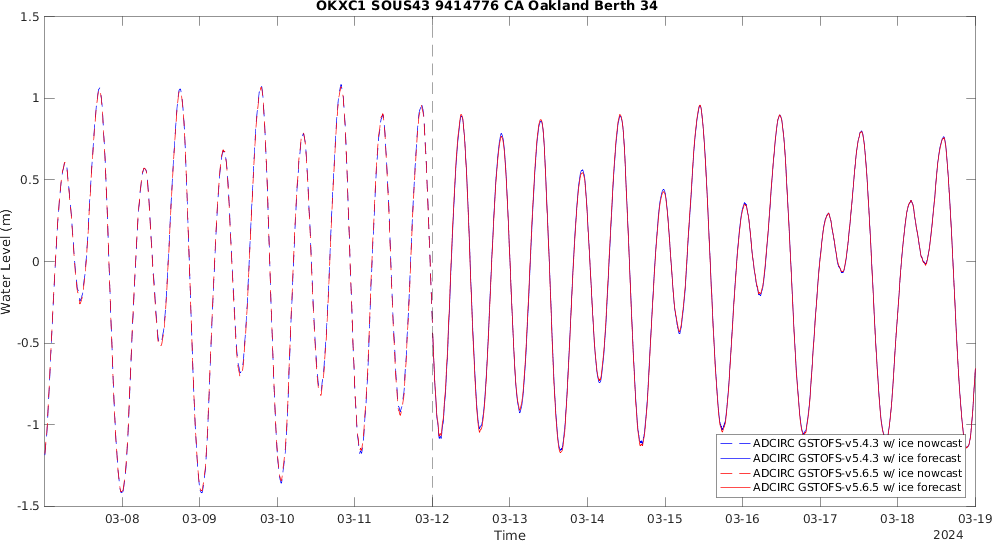 OKXC1 SOUS43 9414776 CA Oakland Berth 34
1.5
1
0.5
0
-0.5
-1
-1.5
Water Level (m)
ADCIRC GSTOFS-v5.4.3 w/ ice nowcast
ADCIRC GSTOFS-v5.4.3 w/ ice forecast
ADCIRC GSTOFS-v5.6.5 w/ ice nowcast
ADCIRC GSTOFS-v5.6.5 w/ ice forecast
03-08 03-09 03-10 03-11 03-12 03-13 03-14 03-15 03-16 03-17 03-18 03-19
Time
2024